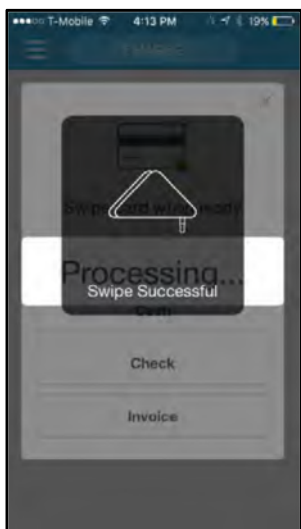 T-Mobile 4:13 PM 19%
Swipe card when ready
Processing...
Swipe Successful
Cash
Check
Invoice